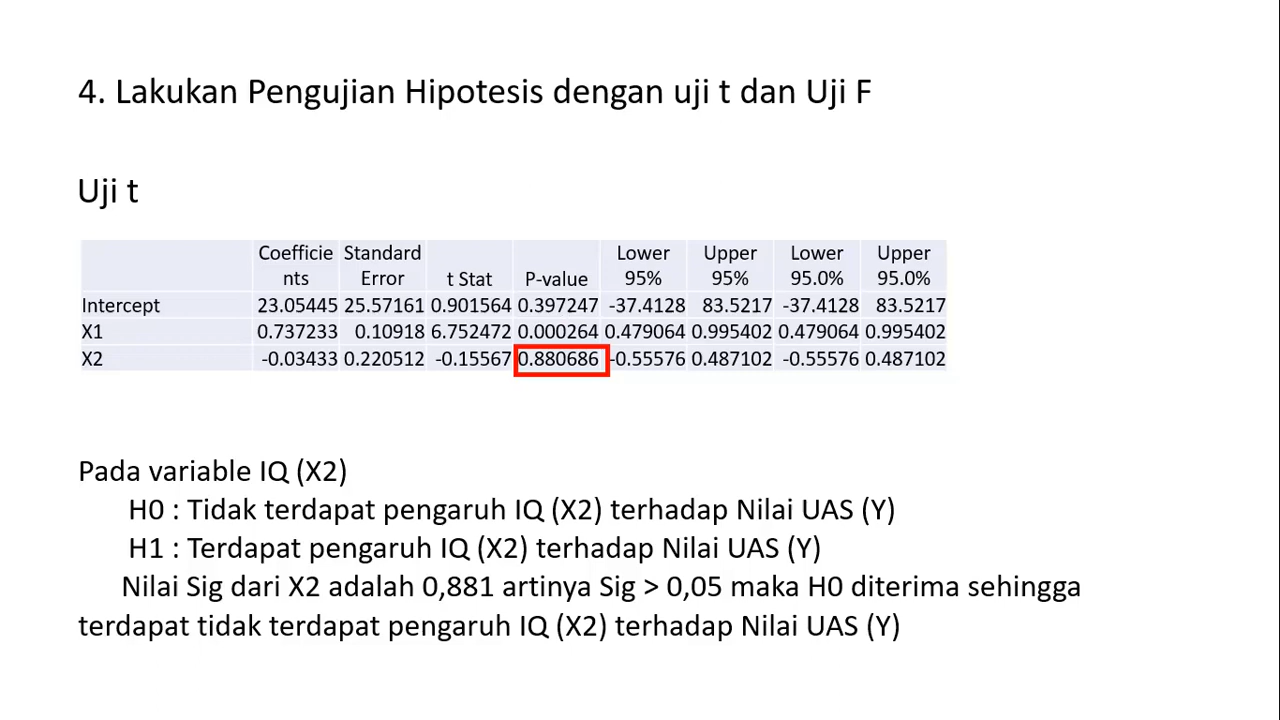 4. Lakukan Pengujian Hipotesis dengan uji t dan Uji F
Uji t
Coefficie nts Standard Error t Stat P-value Lower 95% Upper 95% Lower 95.0% Upper 95.0%
Intercept 23.05445 25.57161 0.901564 0.397247 -37.4128 83.5217 -37.4128 83.5217
X1 0.737233 0.10918 6.752472 0.000264 0.479064 0.995402 0.479064 0.995402
X2 -0.03433 0.220512 -0.15567 0.880686 -0.55576 0.487102 -0.55576 0.487102
Pada variable IQ (X2)
H0 : Tidak terdapat pengaruh IQ (X2) terhadap Nilai UAS (Y)
H1 : Terdapat pengaruh IQ (X2) terhadap Nilai UAS (Y)
Nilai Sig dari X2 adalah 0,881 artinya Sig > 0,05 maka H0 diterima sehingga
terdapat tidak terdapat pengaruh IQ (X2) terhadap Nilai UAS (Y)